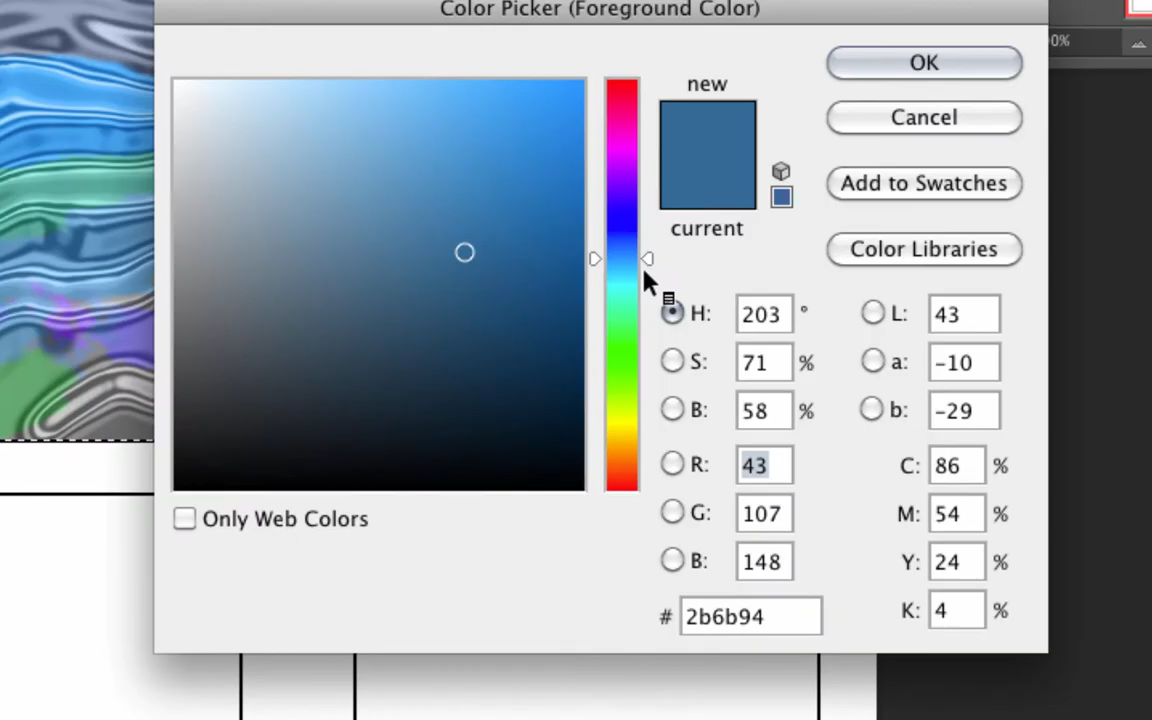 Color Picker (Foreground Color)
0%
OK
new
Cancel
Add to Swatches
current
Color Libraries
H: 203 ° L: 43
S: 71 % a: -10
B: 58 % b: -29
R: 43 C: 86 %
G: 107 M: 54 %
B: 148 Y: 24 %
# 2b6b94 K: 4 %
Only Web Colors